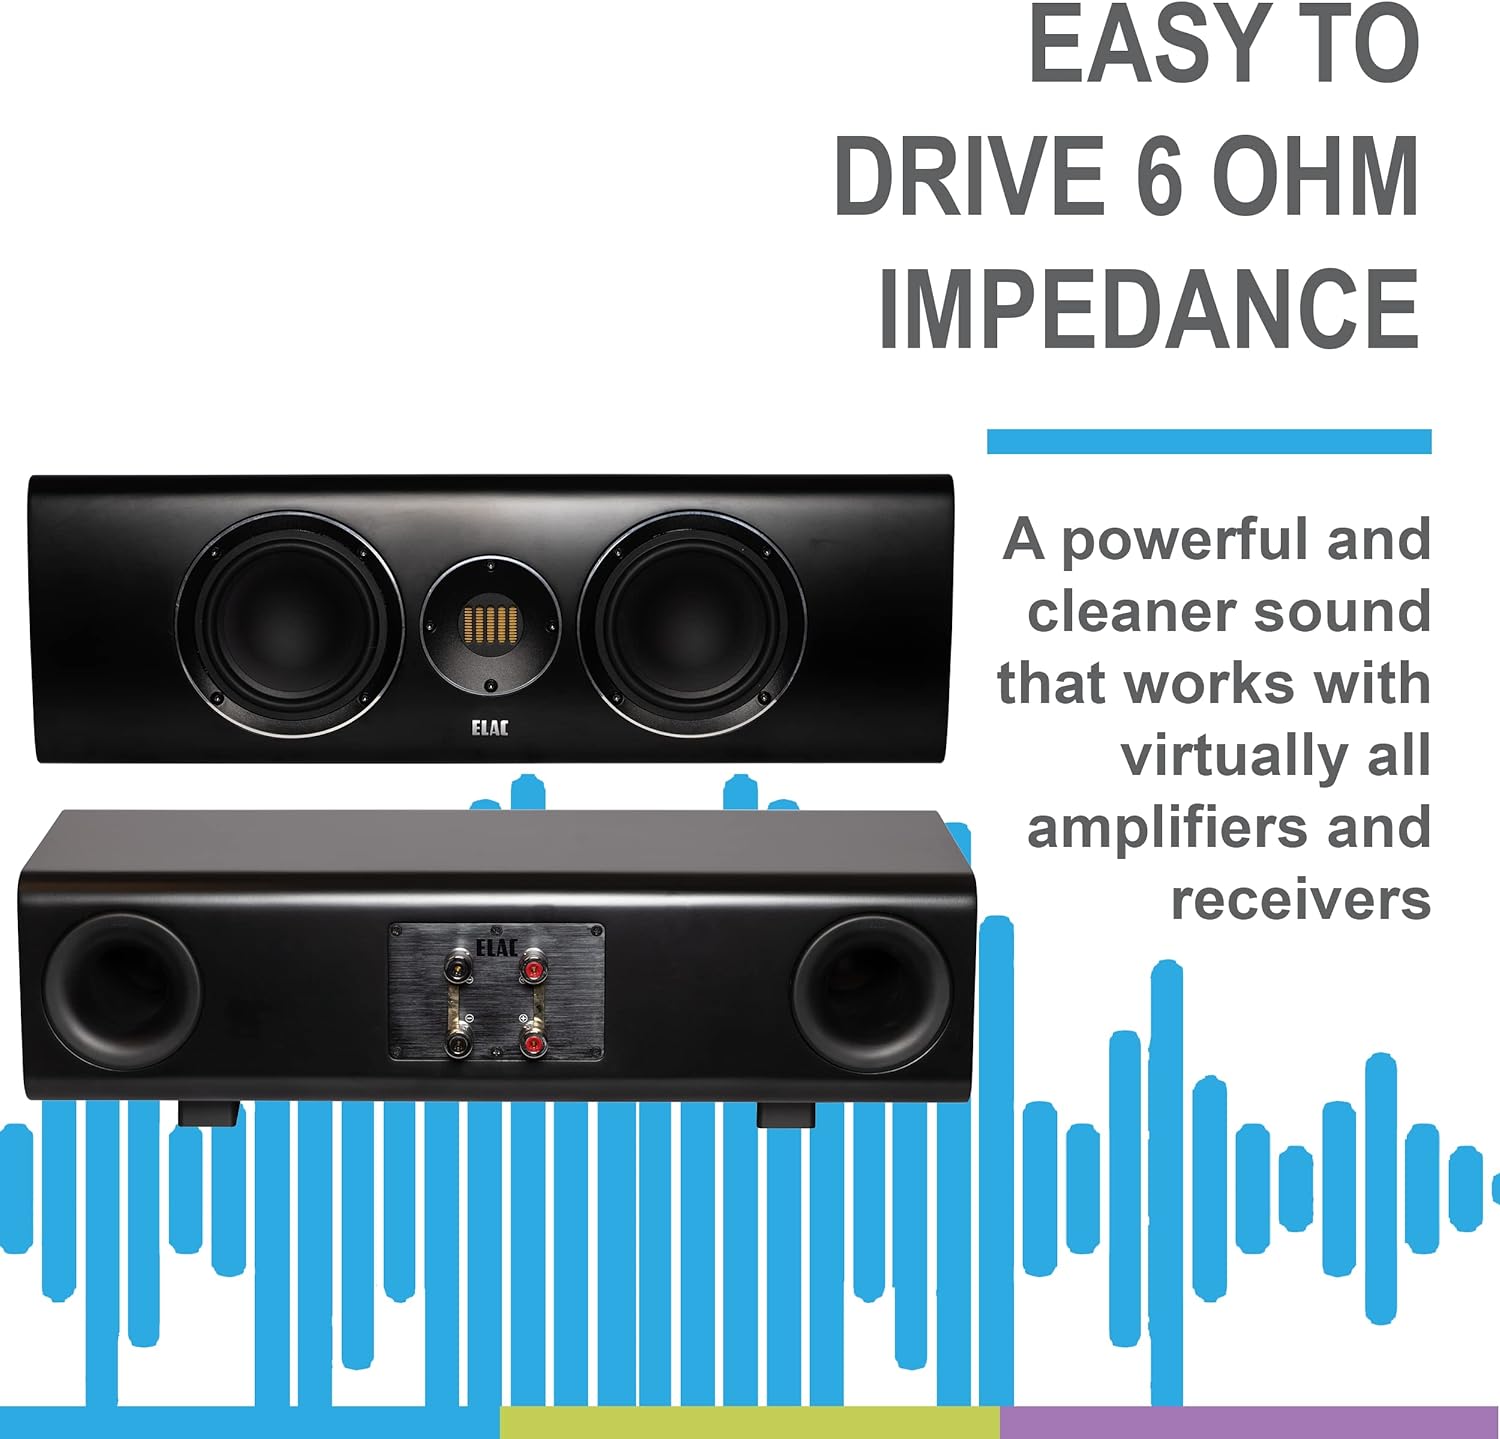 EASY TO
DRIVE 6 OHM
IMPEDANCE
A powerful and
cleaner sound
that works with
virtually all
amplifiers and
receivers
ELAC
ELAC